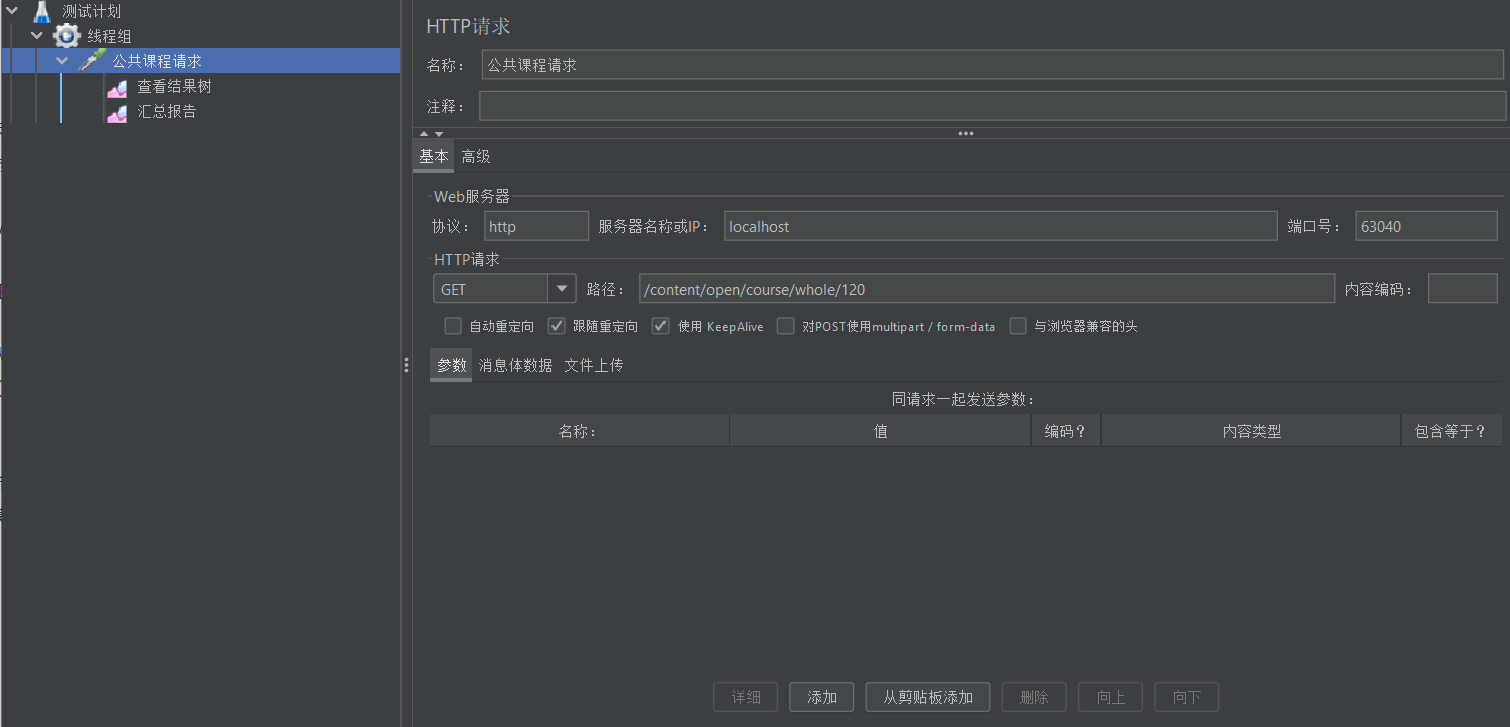 测试计划
线程组
公共课程请求
查看结果树
汇总报告
HTTP请求
名称： 公共课程请求
注释：
基本 高级
Web服务器
协议： http 服务器名称或IP： localhost 端口号： 63040
HTTP请求
GET 路径： /content/open/course/whole/120 内容编码：
自动重定向 跟随重定向 使用 KeepAlive 对POST使用multipart / form-data 与浏览器兼容的头
参数 消息体数据 文件上传
同请求一起发送参数：
名称： 值 编码？ 内容类型 包含等于？
详细 添加 从剪贴板添加 删除 向上 向下